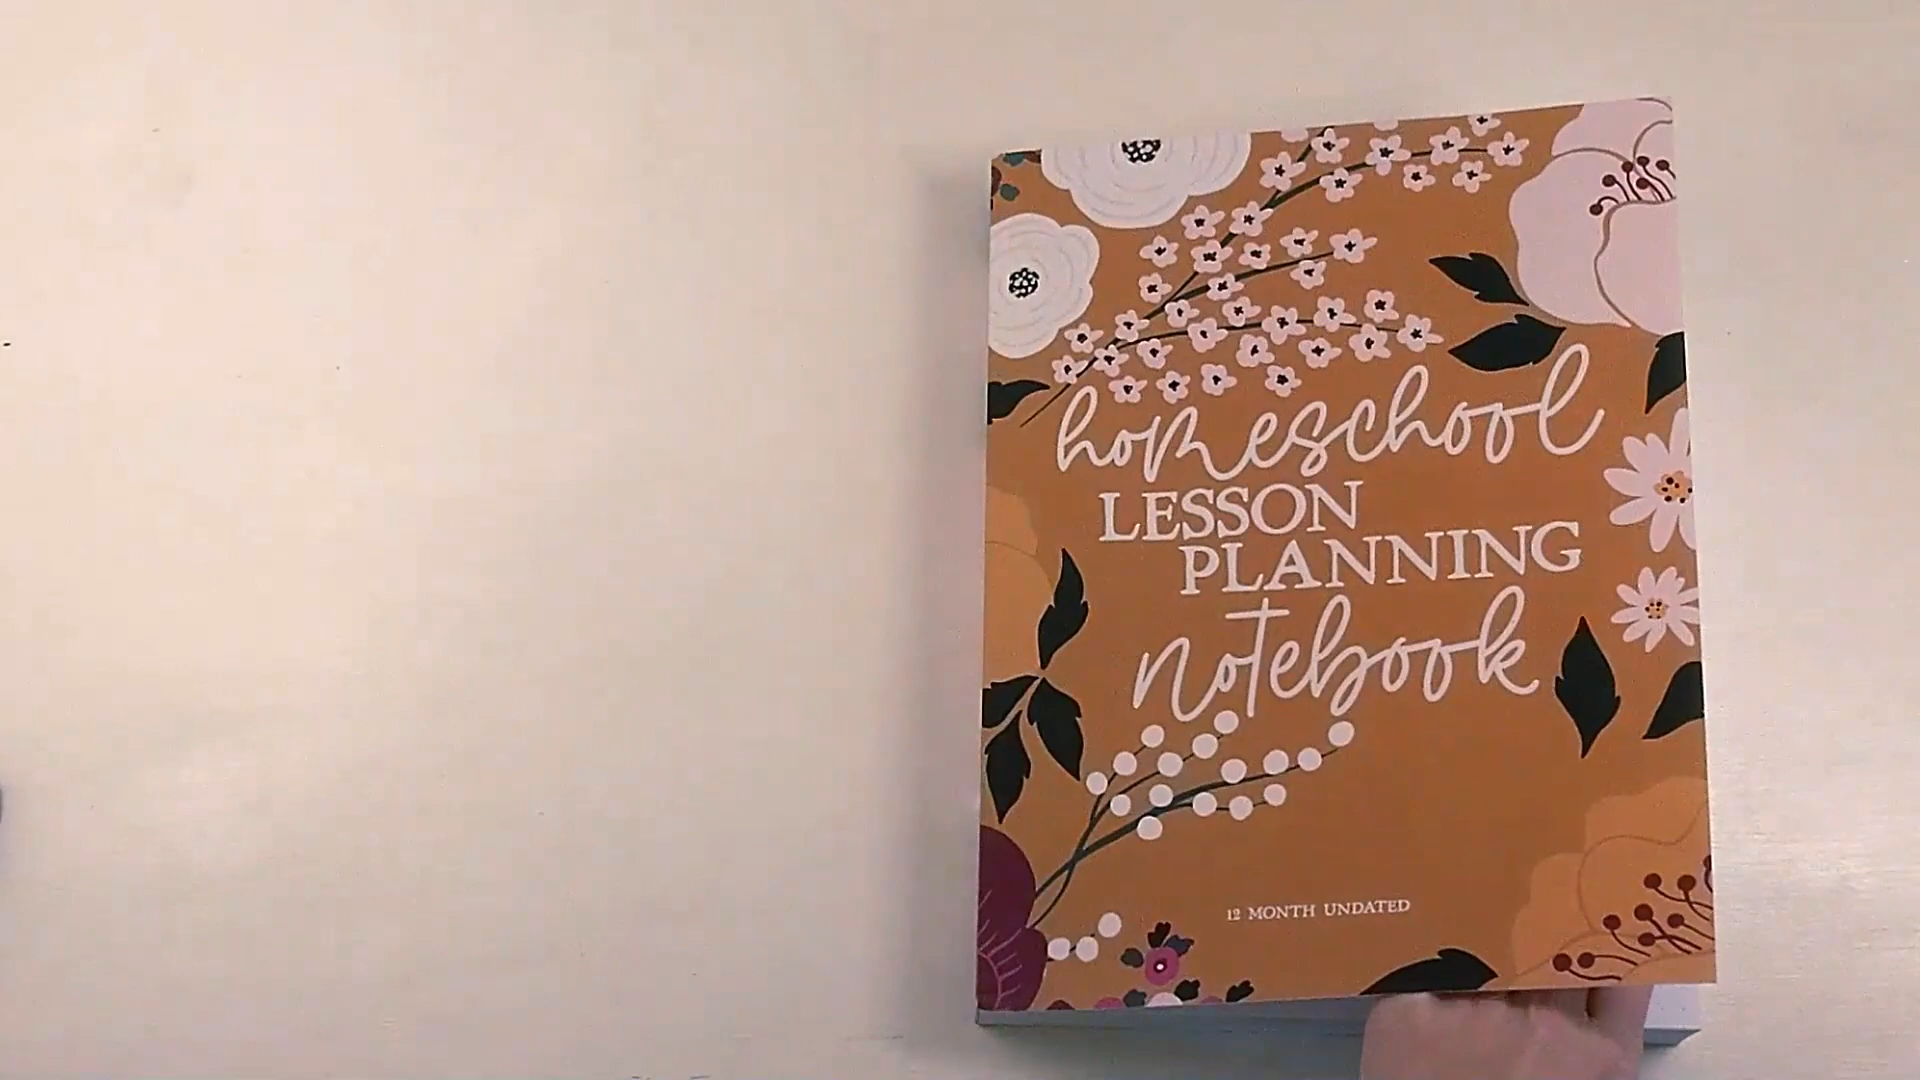 homeschool
LESSON
PLANNING
notebook
12 MONTH UNDATED